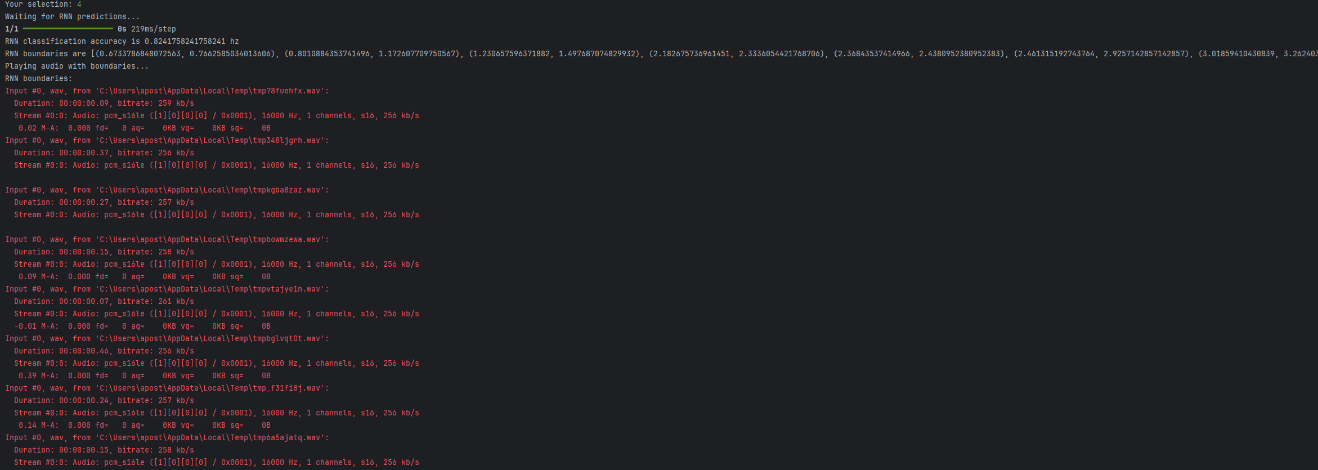 Your selection: 4
Waiting for RNN predictions...
1/1 ━━━━━━━━━━━━━━━━━━━━ 0s 219ms/step
RNN classification accuracy is 0.8241758241758241 hz
RNN boundaries are [(0.6733786848072563, 0.7662585034013606), (0.8010884353741496, 1.172607709750567), (1.230657596371882, 1.497687074829932), (2.182675736961451, 2.3336054421768706), (2.36843537414966, 2.4380952380952383), (2.461315192743764, 2.9257142857142857), (3.01859410430839, 3.262403
Playing audio with boundaries...
RNN boundaries:
Input #0, wav, from 'C:\Users\apost\AppData\Local\Temp\tmp78fuehfx.wav':
Duration: 00:00:00.09, bitrate: 259 kb/s
Stream #0:0: Audio: pcm_s16le ([1][0][0][0] / 0x0001), 16000 Hz, 1 channels, s16, 256 kb/s
0.02 M-A: 0.000 fd= 0 aq= 0KB vq= 0KB sq= 0B
Input #0, wav, from 'C:\Users\apost\AppData\Local\Temp\tmp348ljgrh.wav':
Duration: 00:00:00.37, bitrate: 256 kb/s
Stream #0:0: Audio: pcm_s16le ([1][0][0][0] / 0x0001), 16000 Hz, 1 channels, s16, 256 kb/s
Input #0, wav, from 'C:\Users\apost\AppData\Local\Temp\tmpkgba8zaz.wav':
Duration: 00:00:00.27, bitrate: 257 kb/s
Stream #0:0: Audio: pcm_s16le ([1][0][0][0] / 0x0001), 16000 Hz, 1 channels, s16, 256 kb/s
Input #0, wav, from 'C:\Users\apost\AppData\Local\Temp\tmpbowmzewa.wav':
Duration: 00:00:00.15, bitrate: 258 kb/s
Stream #0:0: Audio: pcm_s16le ([1][0][0][0] / 0x0001), 16000 Hz, 1 channels, s16, 256 kb/s
0.09 M-A: 0.000 fd= 0 aq= 0KB vq= 0KB sq= 0B
Input #0, wav, from 'C:\Users\apost\AppData\Local\Temp\tmpvtajye1n.wav':
Duration: 00:00:00.07, bitrate: 261 kb/s
Stream #0:0: Audio: pcm_s16le ([1][0][0][0] / 0x0001), 16000 Hz, 1 channels, s16, 256 kb/s
-0.01 M-A: 0.000 fd= 0 aq= 0KB vq= 0KB sq= 0B
Input #0, wav, from 'C:\Users\apost\AppData\Local\Temp\tmpbglvqt0t.wav':
Duration: 00:00:00.46, bitrate: 256 kb/s
Stream #0:0: Audio: pcm_s16le ([1][0][0][0] / 0x0001), 16000 Hz, 1 channels, s16, 256 kb/s
0.39 M-A: 0.000 fd= 0 aq= 0KB vq= 0KB sq= 0B
Input #0, wav, from 'C:\Users\apost\AppData\Local\Temp\tmp_f31fi8j.wav':
Duration: 00:00:00.24, bitrate: 257 kb/s
Stream #0:0: Audio: pcm_s16le ([1][0][0][0] / 0x0001), 16000 Hz, 1 channels, s16, 256 kb/s
0.14 M-A: 0.000 fd= 0 aq= 0KB vq= 0KB sq= 0B
Input #0, wav, from 'C:\Users\apost\AppData\Local\Temp\tmp6a5ajatq.wav':
Duration: 00:00:00.15, bitrate: 258 kb/s
Stream #0:0: Audio: pcm_s16le ([1][0][0][0] / 0x0001), 16000 Hz, 1 channels, s16, 256 kb/s